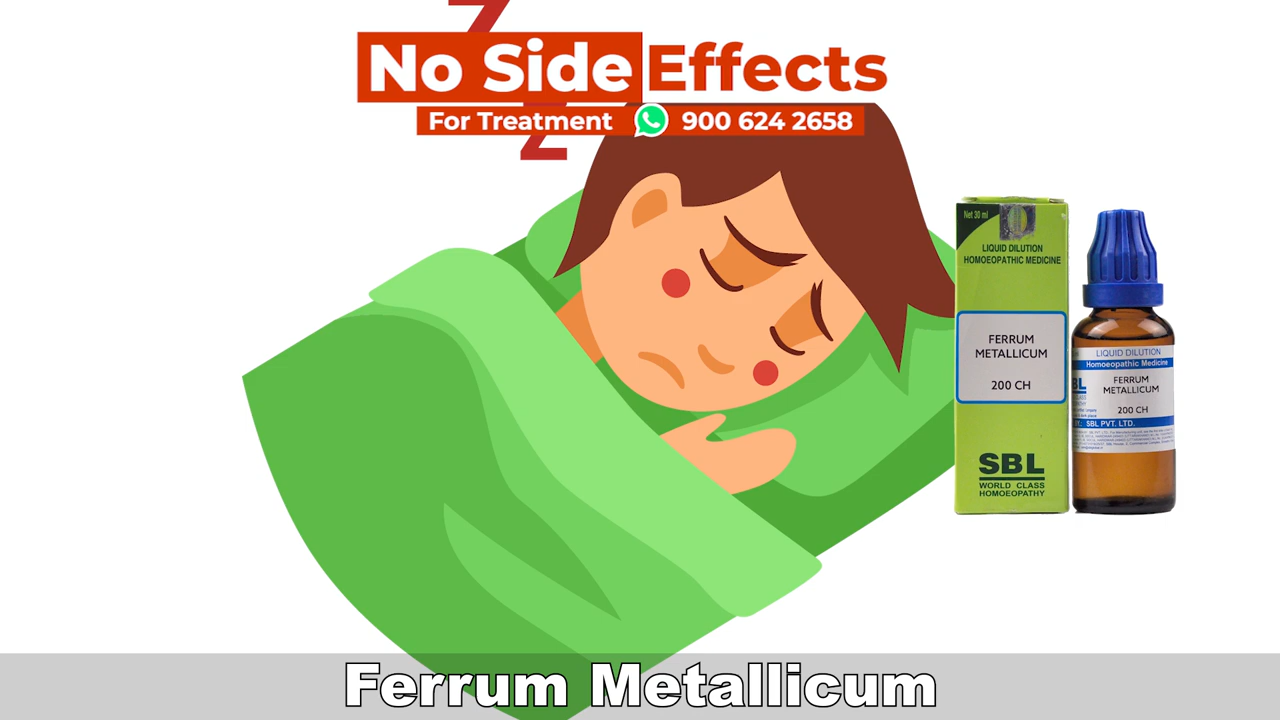 Z
No Side Effects
For Treatment 900 624 2658
Z
Net 30 ml
LIQUID DILUTION
HOMOEOPATHIC MEDICINE
FERRUM
METALLICUM
200 CH
SBL
WORLD CLASS
HOMOEOPATHY
LIQUID DILUTION
Homoeopathic Medicine
BL
FERRUM
METALLICUM
200 CH
SBL PVT. LTD.
Ferrum Metallicum